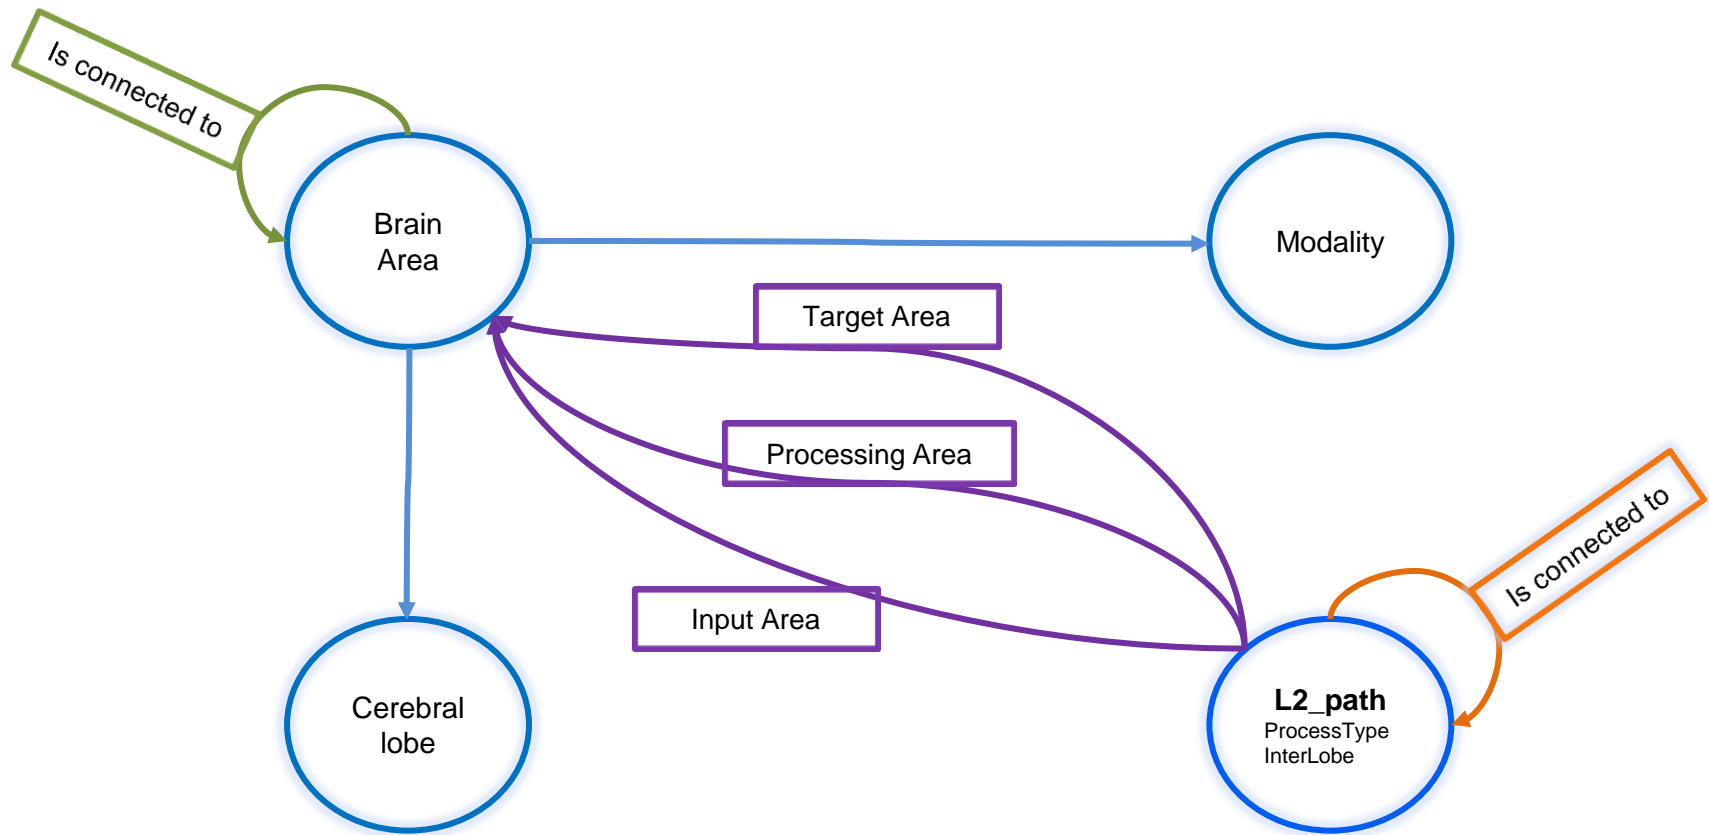 Is connected to
Brain
Area
Modality
Target Area
Processing Area
Is connected to
Input Area
Cerebral
lobe
L2_path
ProcessType
InterLobe